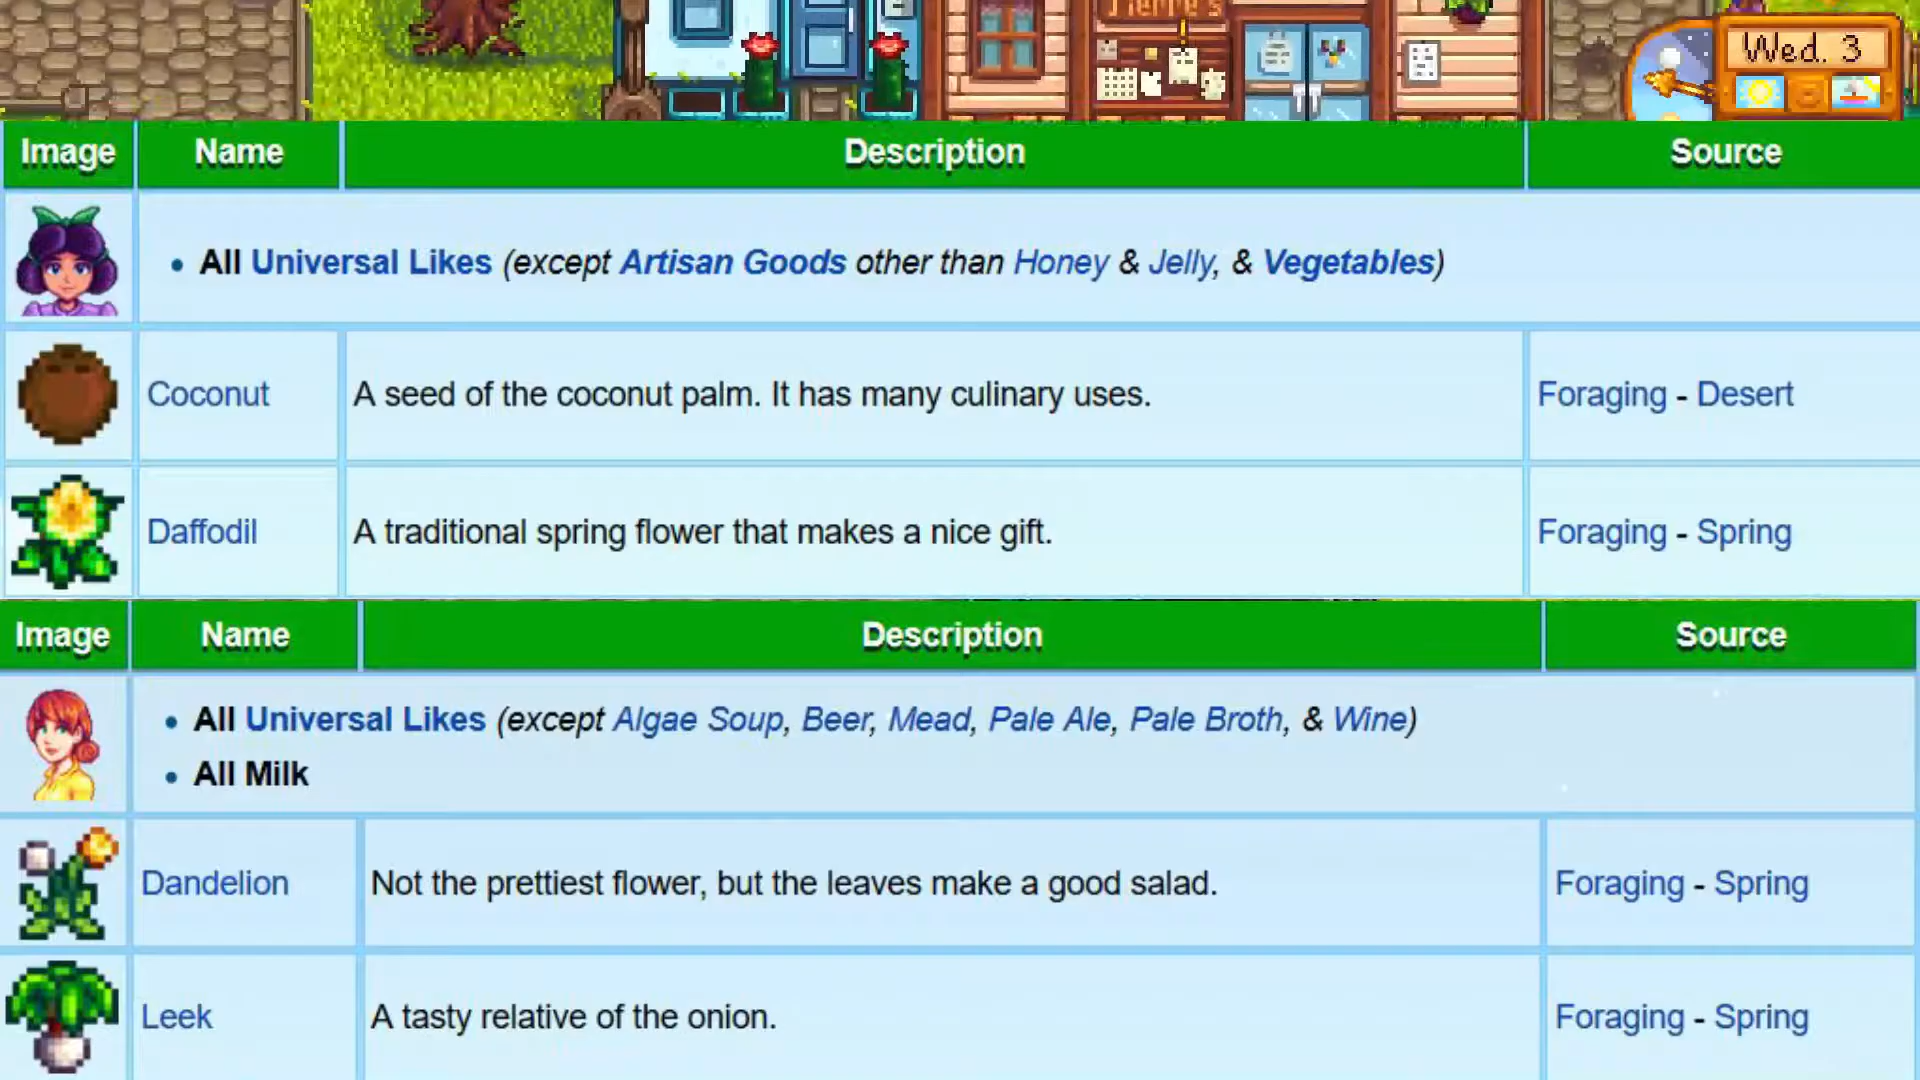 Pierre's
Wed. 3
Image Name Description Source
• All Universal Likes (except Artisan Goods other than Honey & Jelly, & Vegetables)
Coconut A seed of the coconut palm. It has many culinary uses. Foraging - Desert
Daffodil A traditional spring flower that makes a nice gift. Foraging - Spring
Image Name Description Source
• All Universal Likes (except Algae Soup, Beer, Mead, Pale Ale, Pale Broth, & Wine)
• All Milk
Dandelion Not the prettiest flower, but the leaves make a good salad. Foraging - Spring
Leek A tasty relative of the onion. Foraging - Spring